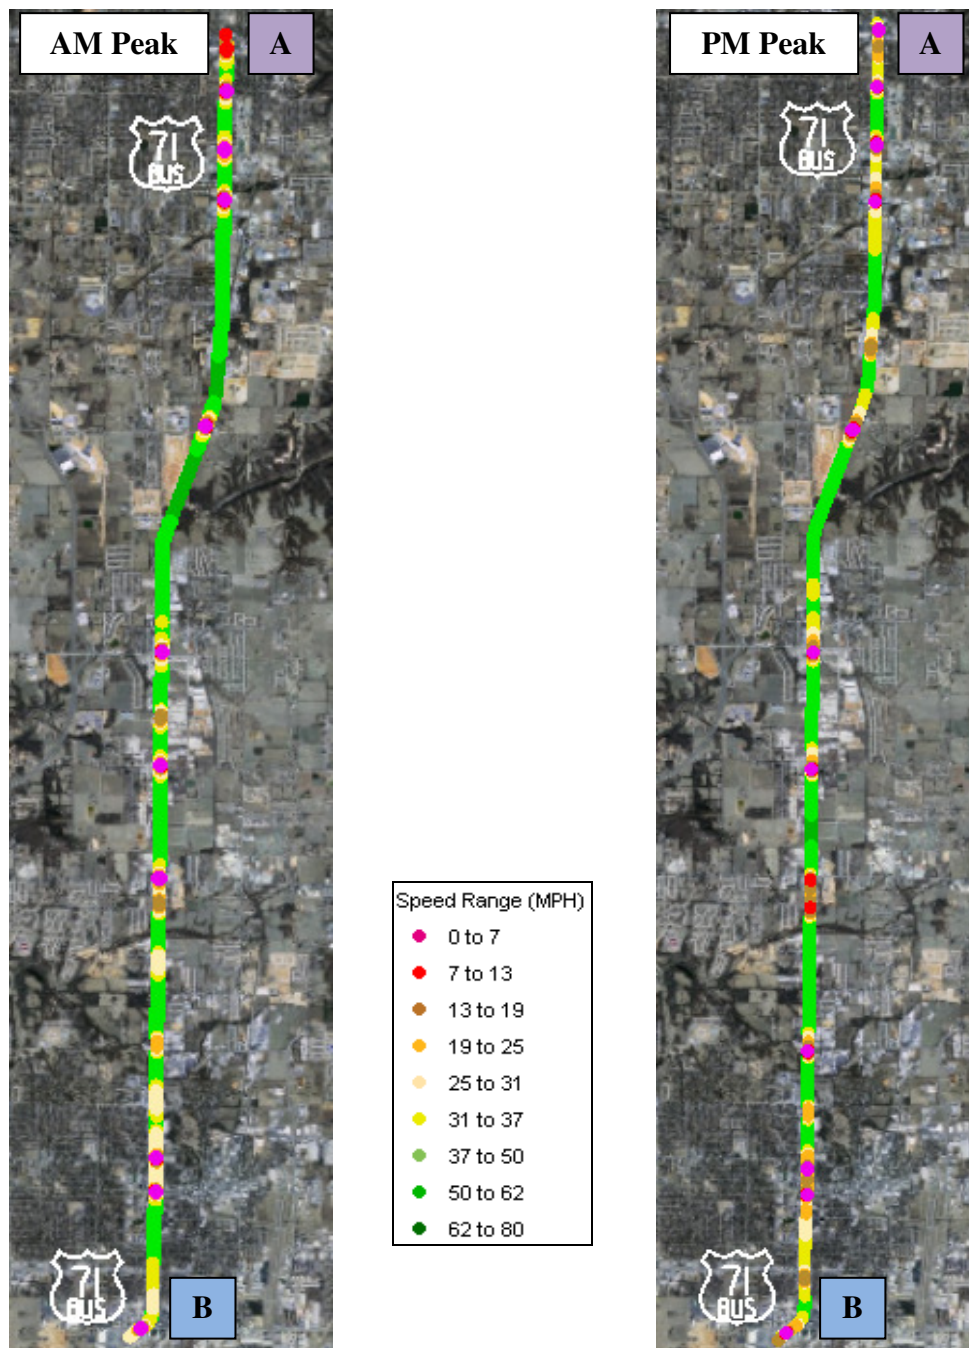 AM Peak
A
PM Peak
A
71
BUS
71
BUS
Speed Range (MPH)
0 to 7
7 to 13
13 to 19
19 to 25
25 to 31
31 to 37
37 to 50
50 to 62
62 to 80
71
BUS
B
71
BUS
B